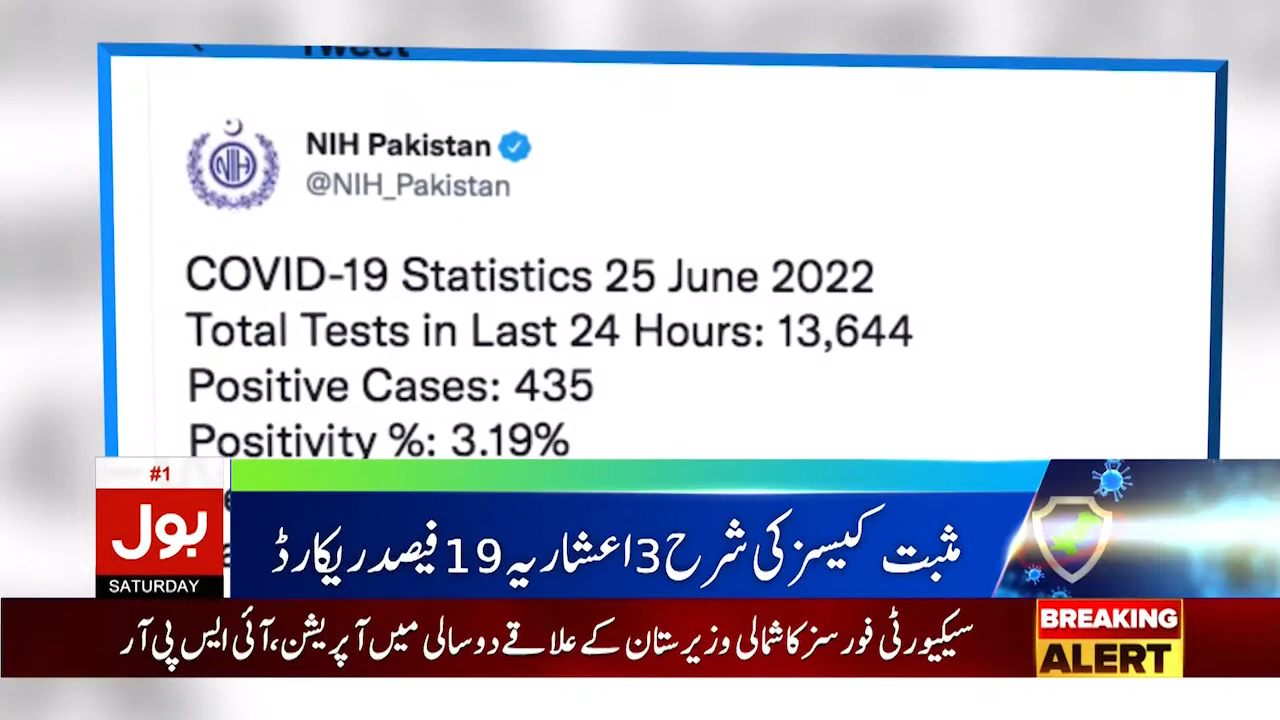 Tweet
NIH Pakistan
@NIH_Pakistan
COVID-19 Statistics 25 June 2022
Total Tests in Last 24 Hours: 13,644
Positive Cases: 435
Positivity %: 3.19%
#1
بول
SATURDAY
مثبت کیسز کی شرح 3 اعشاریہ 19 فیصد ریکارڈ
سیکیورٹی فورسز کا شمالی وزیرستان کے علاقے دوسالی میں آپریشن، آئی ایس پی آر
BREAKING
ALERT